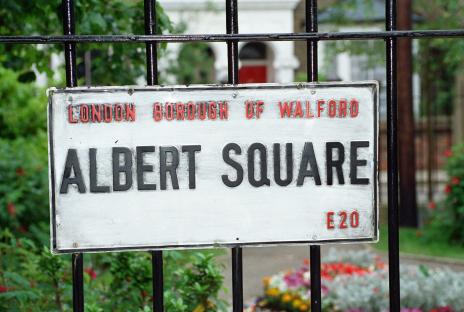 LONDON BOROUGH OF WALFORD
ALBERT SQUARE
E20